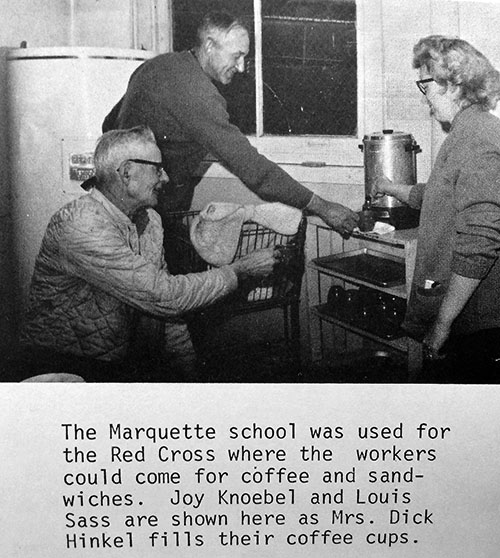 The Marquette school was used for
the Red Cross where the workers
could come for coffee and sand-
wiches. Joy Knoebel and Louis
Sass are shown here as Mrs. Dick
Hinkel fills their coffee cups.